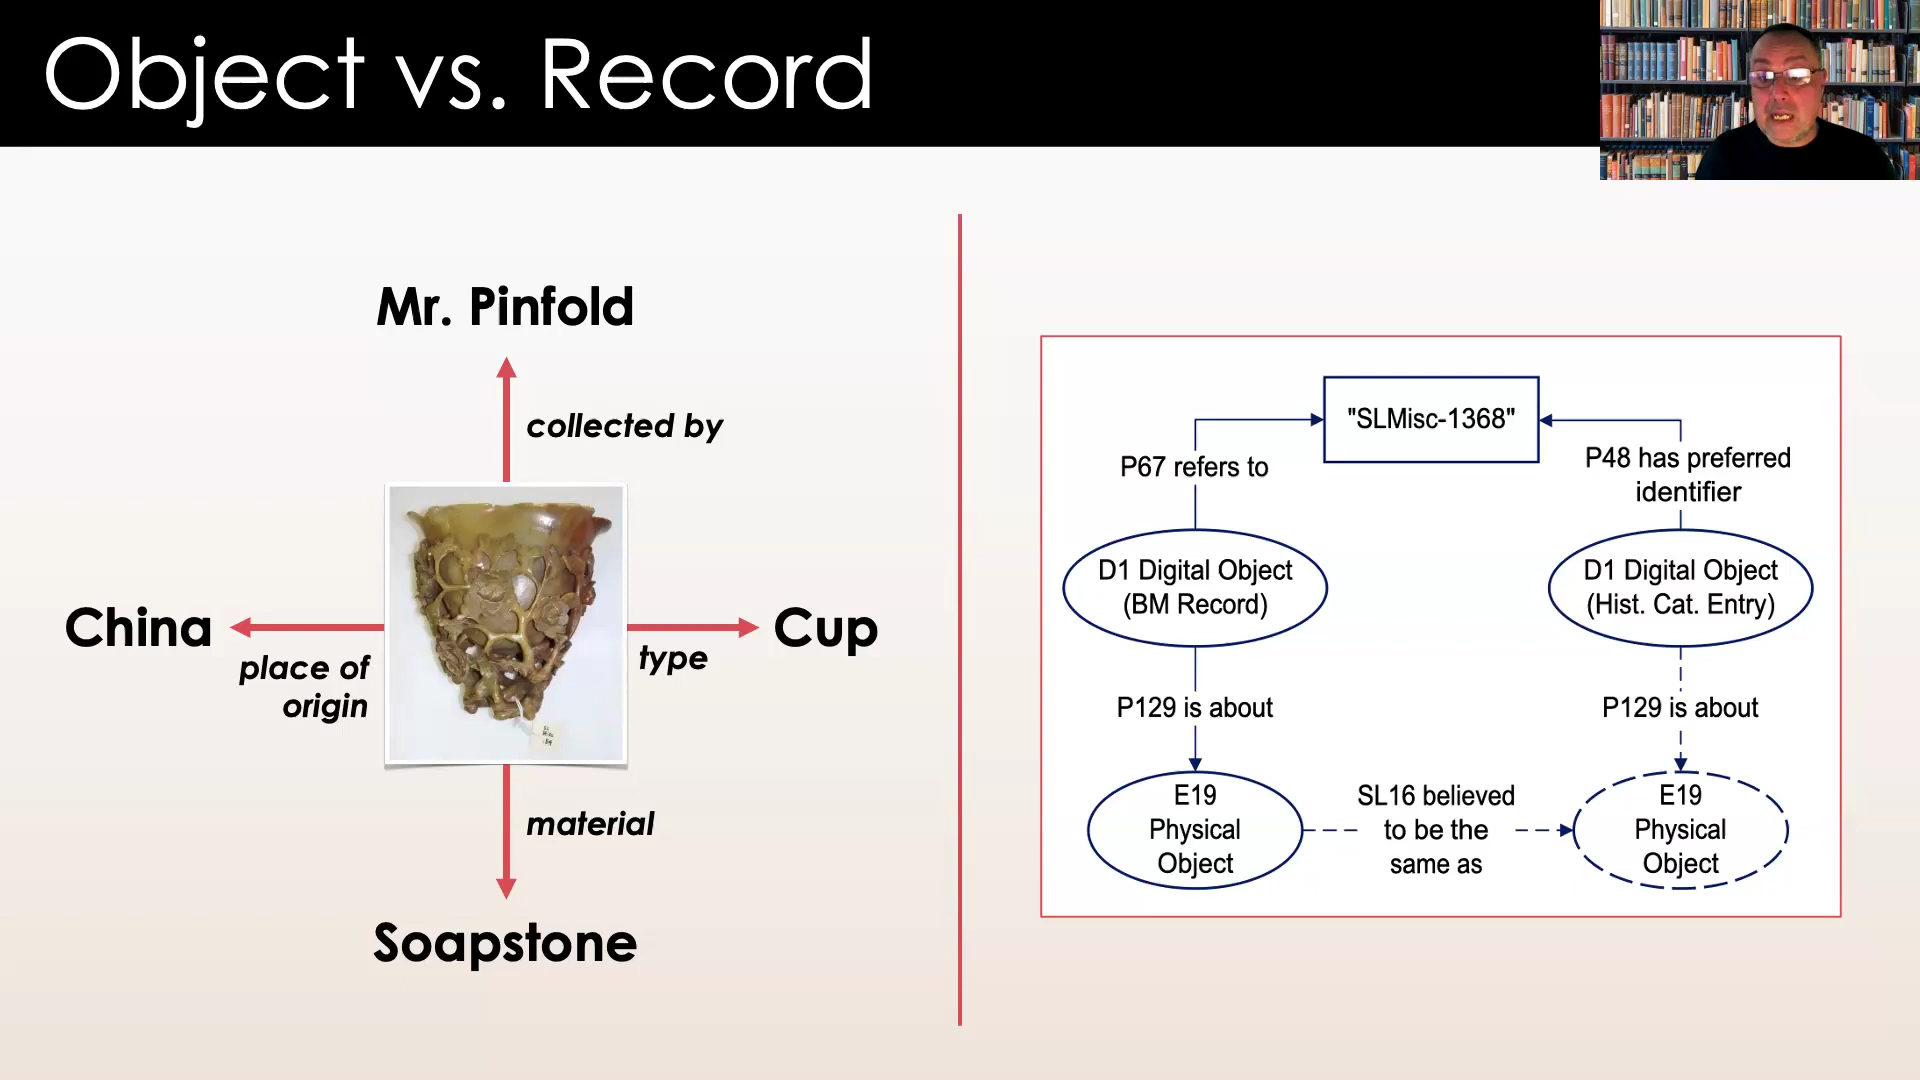 Object vs. Record
Mr. Pinfold
collected by
China
place of
origin
type
Cup
material
Soapstone
"SLMisc-1368"
P67 refers to
P48 has preferred
identifier
D1 Digital Object
(BM Record)
D1 Digital Object
(Hist. Cat. Entry)
P129 is about
P129 is about
E19
Physical
Object
SL16 believed
to be the
same as
E19
Physical
Object